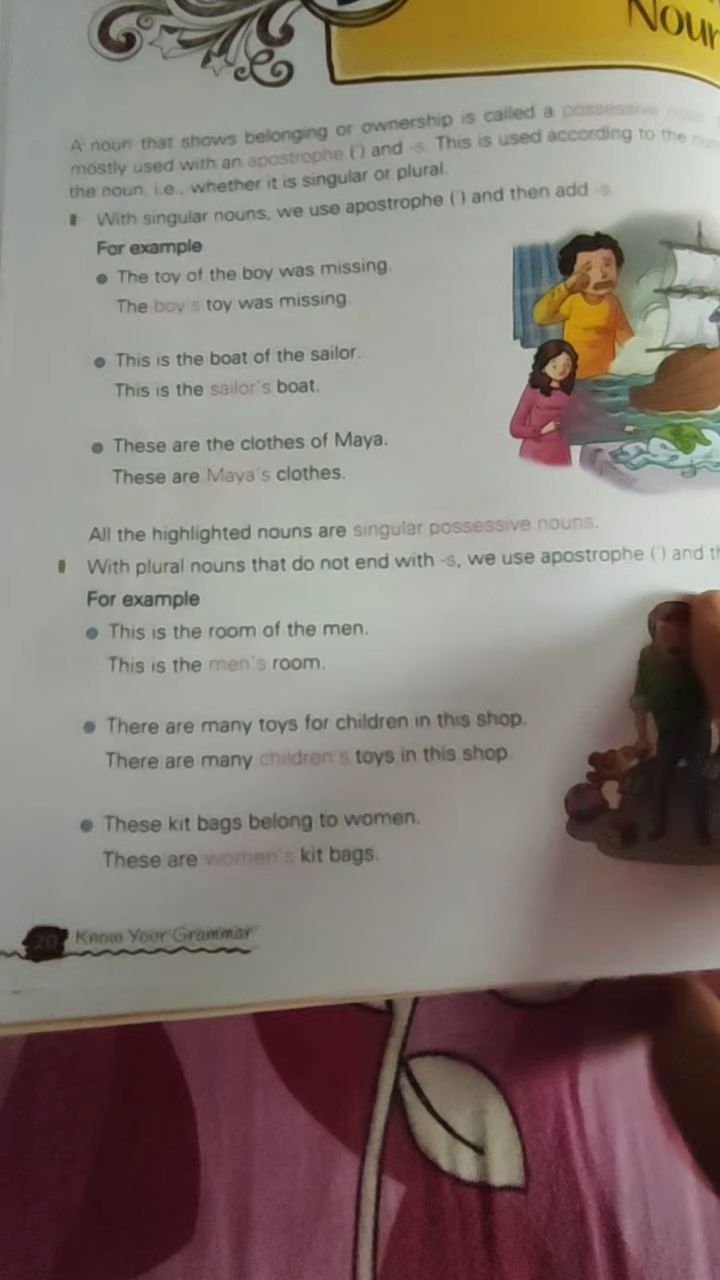 Noun
A noun that shows belonging or ownership is called a possessive
mostly used with an apostrophe (') and -s. This is used according to the
the noun, i.e., whether it is singular or plural.
With singular nouns, we use apostrophe (') and then add -s.
For example
The toy of the boy was missing.
The boy's toy was missing.
This is the boat of the sailor.
This is the sailor's boat.
These are the clothes of Maya.
These are Maya's clothes.
All the highlighted nouns are singular possessive nouns.
With plural nouns that do not end with -s, we use apostrophe (') and th
For example
This is the room of the men.
This is the men's room.
There are many toys for children in this shop.
There are many children's toys in this shop.
These kit bags belong to women.
These are women's kit bags.
20 Know Your Grammar